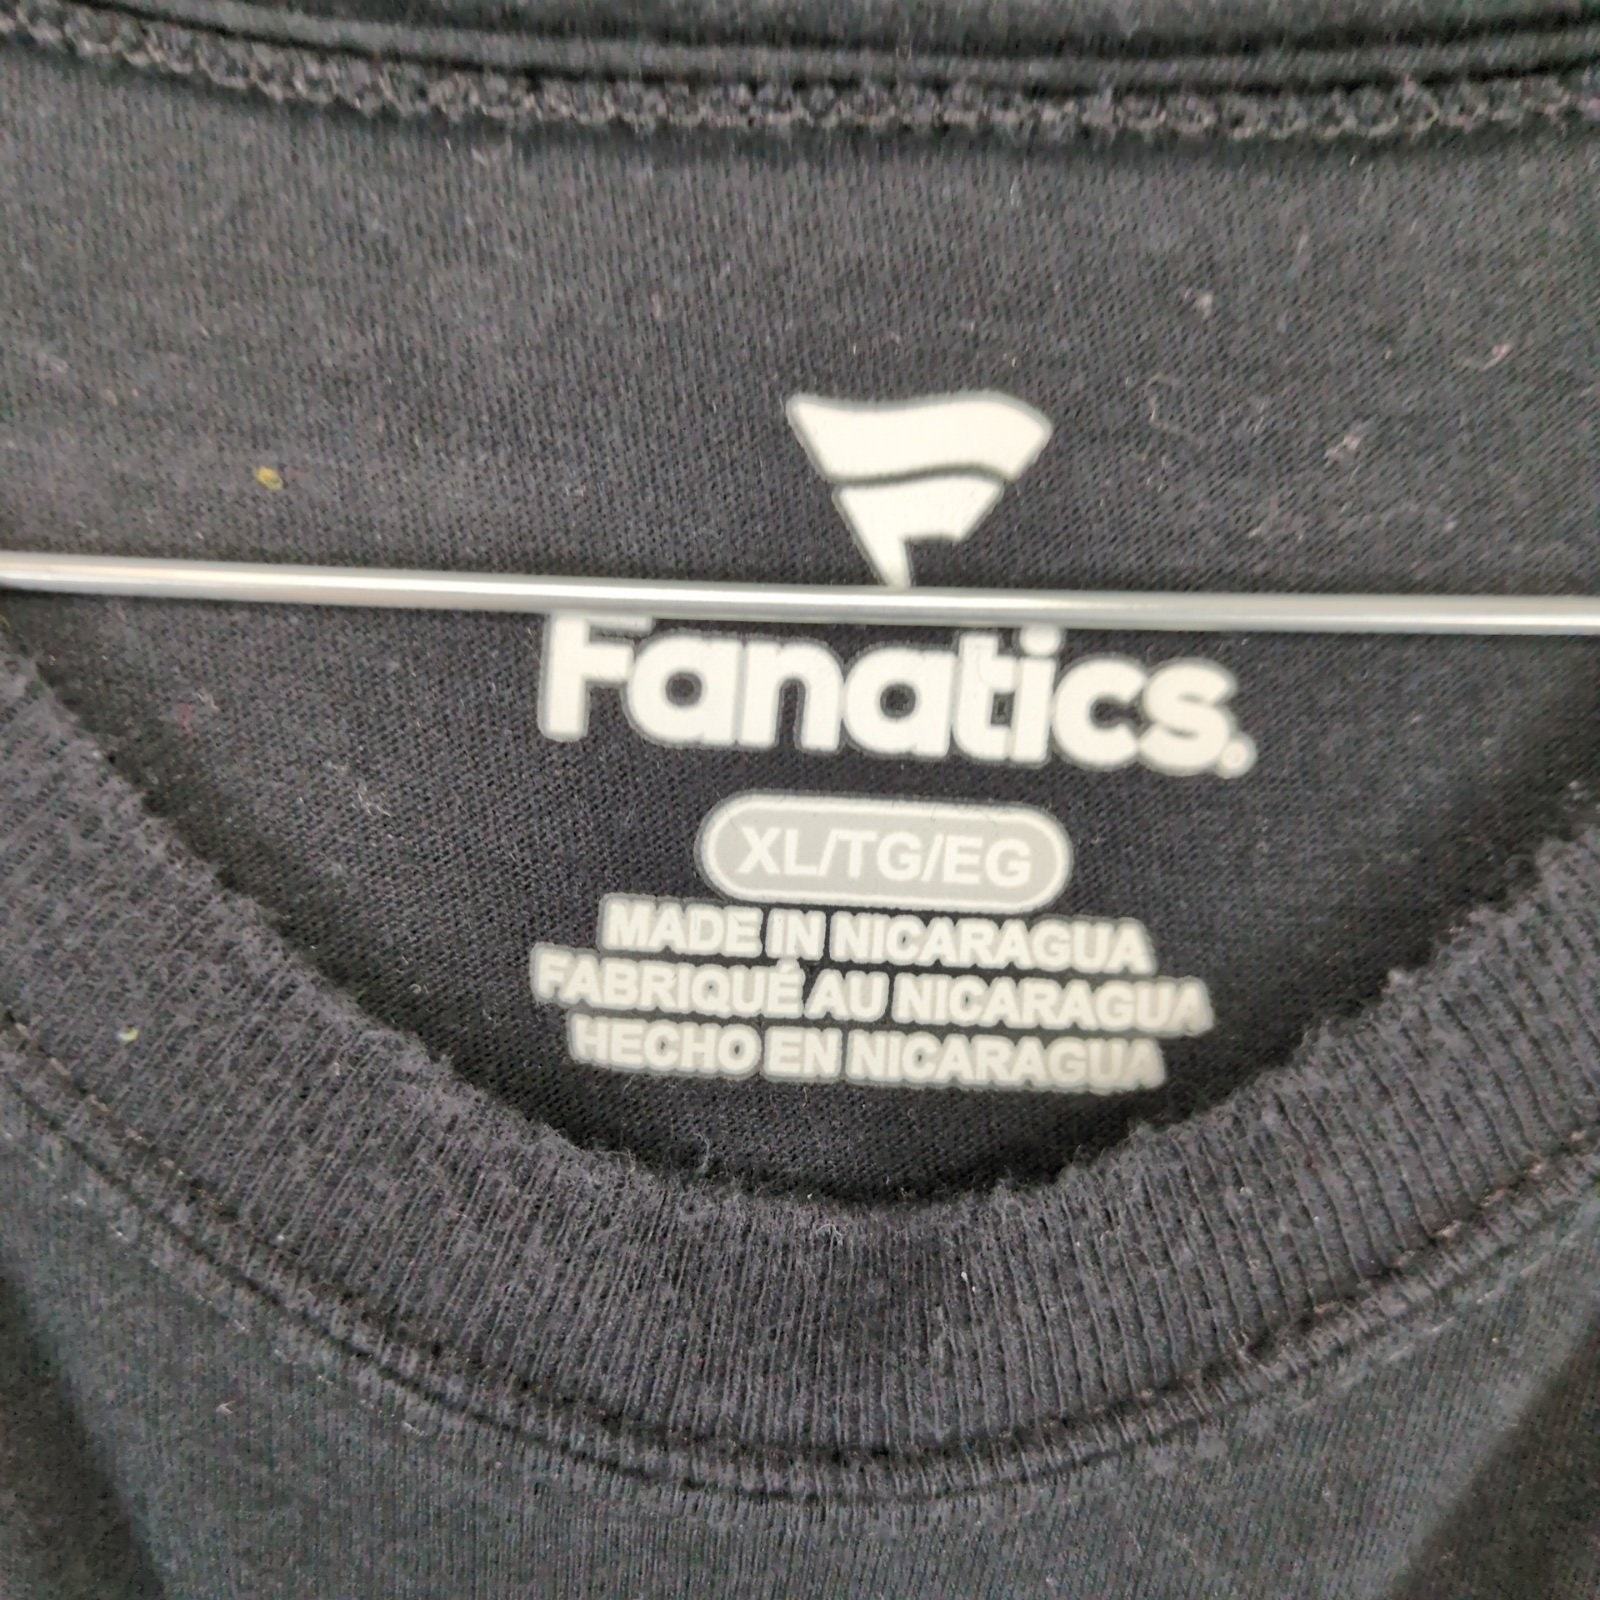 Fanatics.
XL/TG/EG
MADE IN NICARAGUA
FABRIQUÉ AU NICARAGUA
HECHO EN NICARAGUA